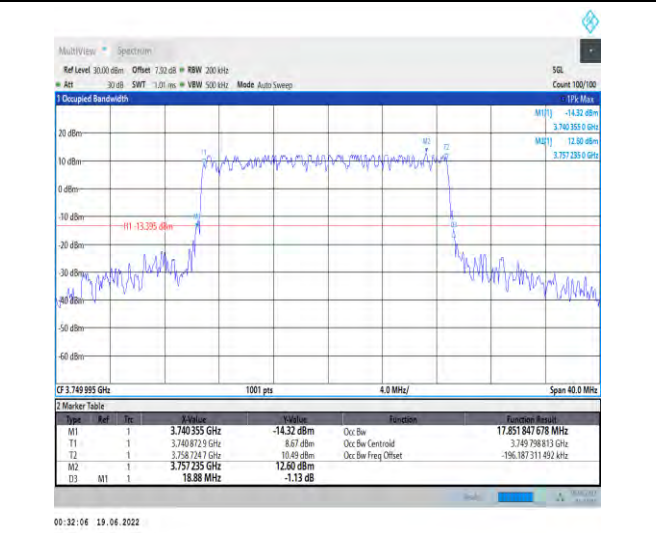 MultiView Spectrum
Ref Level 30.00 dBm Offset 7.92 dB RBW 200 kHz SGL
Att 30 dB SWT 1.01 ms VBW 500 kHz Mode Auto Sweep Count 100/100
1 Occupied Bandwidth 1Pk Max
M1[1] -14.32 dBm
3.740 355 0 GHz
M2[1] 12.60 dBm
3.757 235 0 GHz
20 dBm
M2
T1 T2
10 dBm
0 dBm
-10 dBm
H1 -13.395 dBm
M1
D3
-20 dBm
-30 dBm
-40 dBm
-50 dBm
-60 dBm
CF 3.749 995 GHz 1001 pts 4.0 MHz/ Span 40.0 MHz
2 Marker Table
Type Ref Trc X-Value Y-Value Function Function Result
M1 1 3.740 355 GHz -14.32 dBm Occ Bw 17.851 847 678 MHz
T1 1 3.740 872 9 GHz 8.67 dBm Occ Bw Centroid 3.749 798 813 GHz
T2 1 3.758 724 7 GHz 10.49 dBm Occ Bw Freq Offset -196.187 311 492 kHz
M2 1 3.757 235 GHz 12.60 dBm
D3 M1 1 18.88 MHz -1.13 dB
00:32:06 19.06.2022